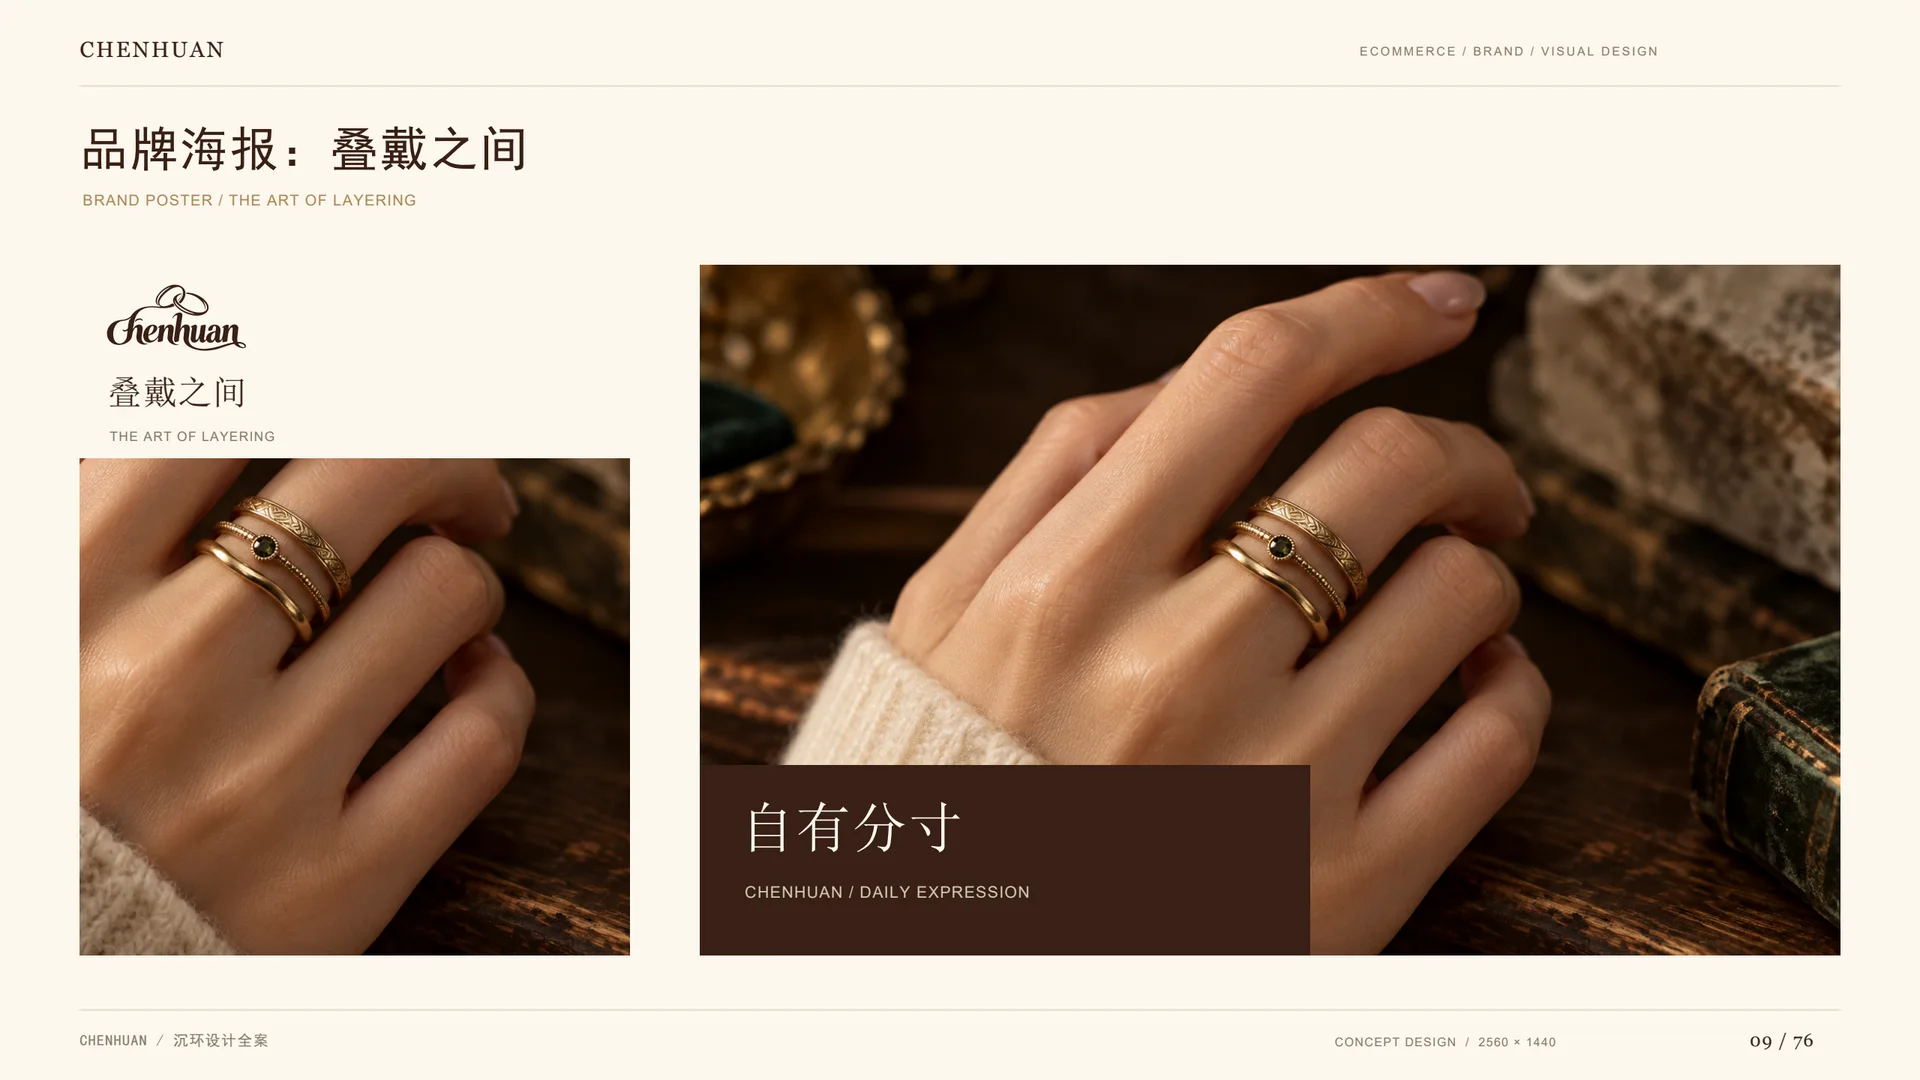 CHENHUAN
ECOMMERCE / BRAND / VISUAL DESIGN
品牌海报：叠戴之间
BRAND POSTER / THE ART OF LAYERING
Chenhuan
叠戴之间
THE ART OF LAYERING
自有分寸
CHENHUAN / DAILY EXPRESSION
CHENHUAN / 沉环设计全案
CONCEPT DESIGN / 2560 × 1440
09 / 76